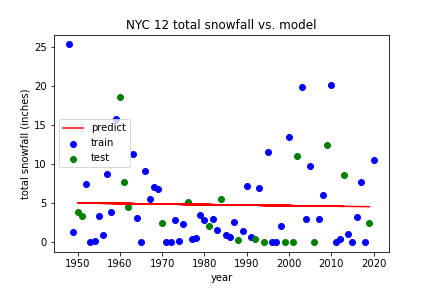 NYC 12 total snowfall vs. model
total snowfall (inches)
25
20
15
10
5
0
predict
train
test
1950 1960 1970 1980 1990 2000 2010 2020
year